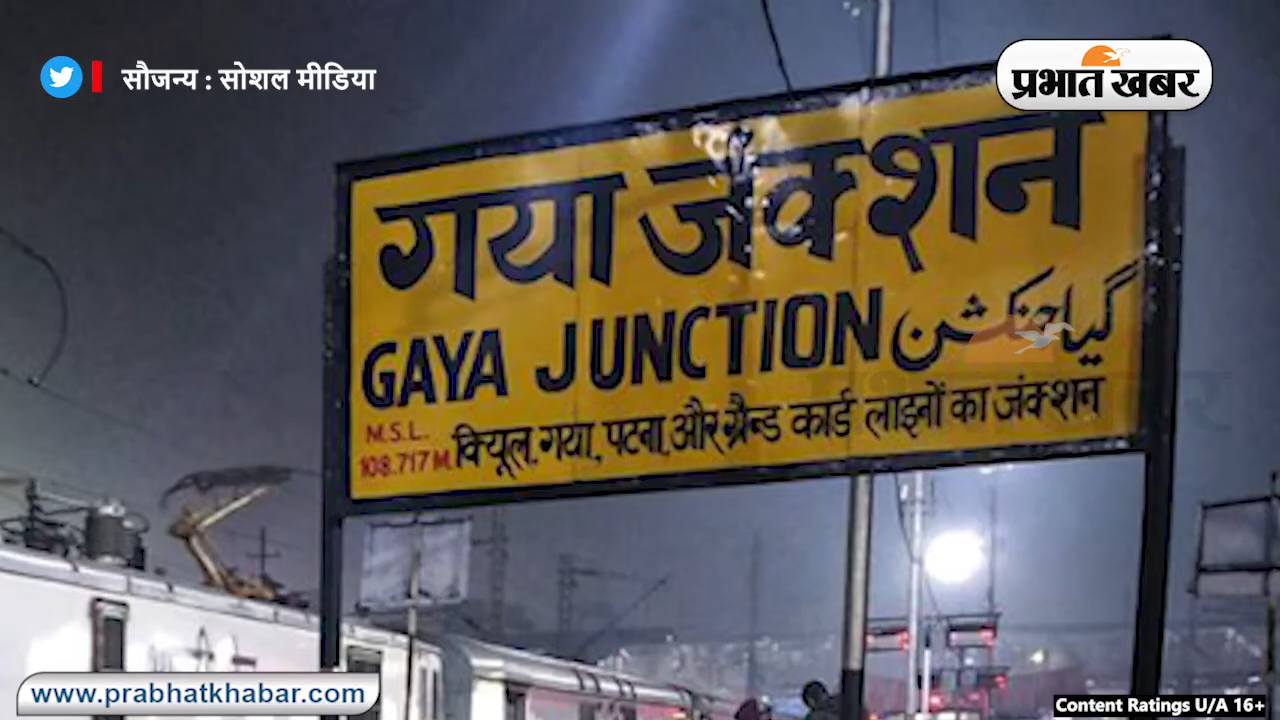 सौजन्य : सोशल मीडिया
प्रभात खबर
गया जंक्शन
GAYA JUNCTION گیا جنکشن
M.S.L.
108.717 M.
कियूल, गया, पटना, और ग्रैन्ड कार्ड लाइनों का जंक्शन
www.prabhatkhabar.com
Content Ratings U/A 16+